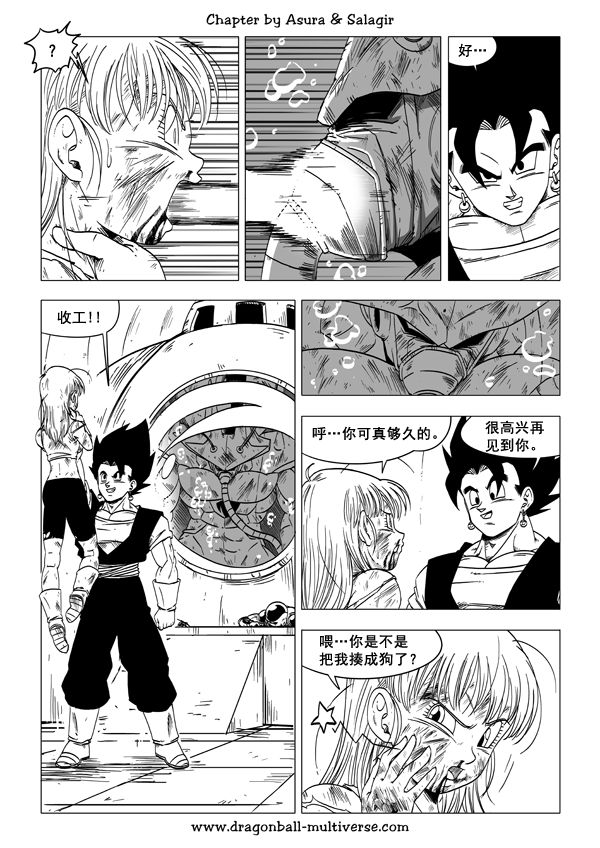 Chapter by Asura & Salagir
?
好…
收工!!
呼…你可真够久的。
很高兴再
见到你。
喂…你是不是
把我揍成狗了?
www.dragonball-multiverse.com